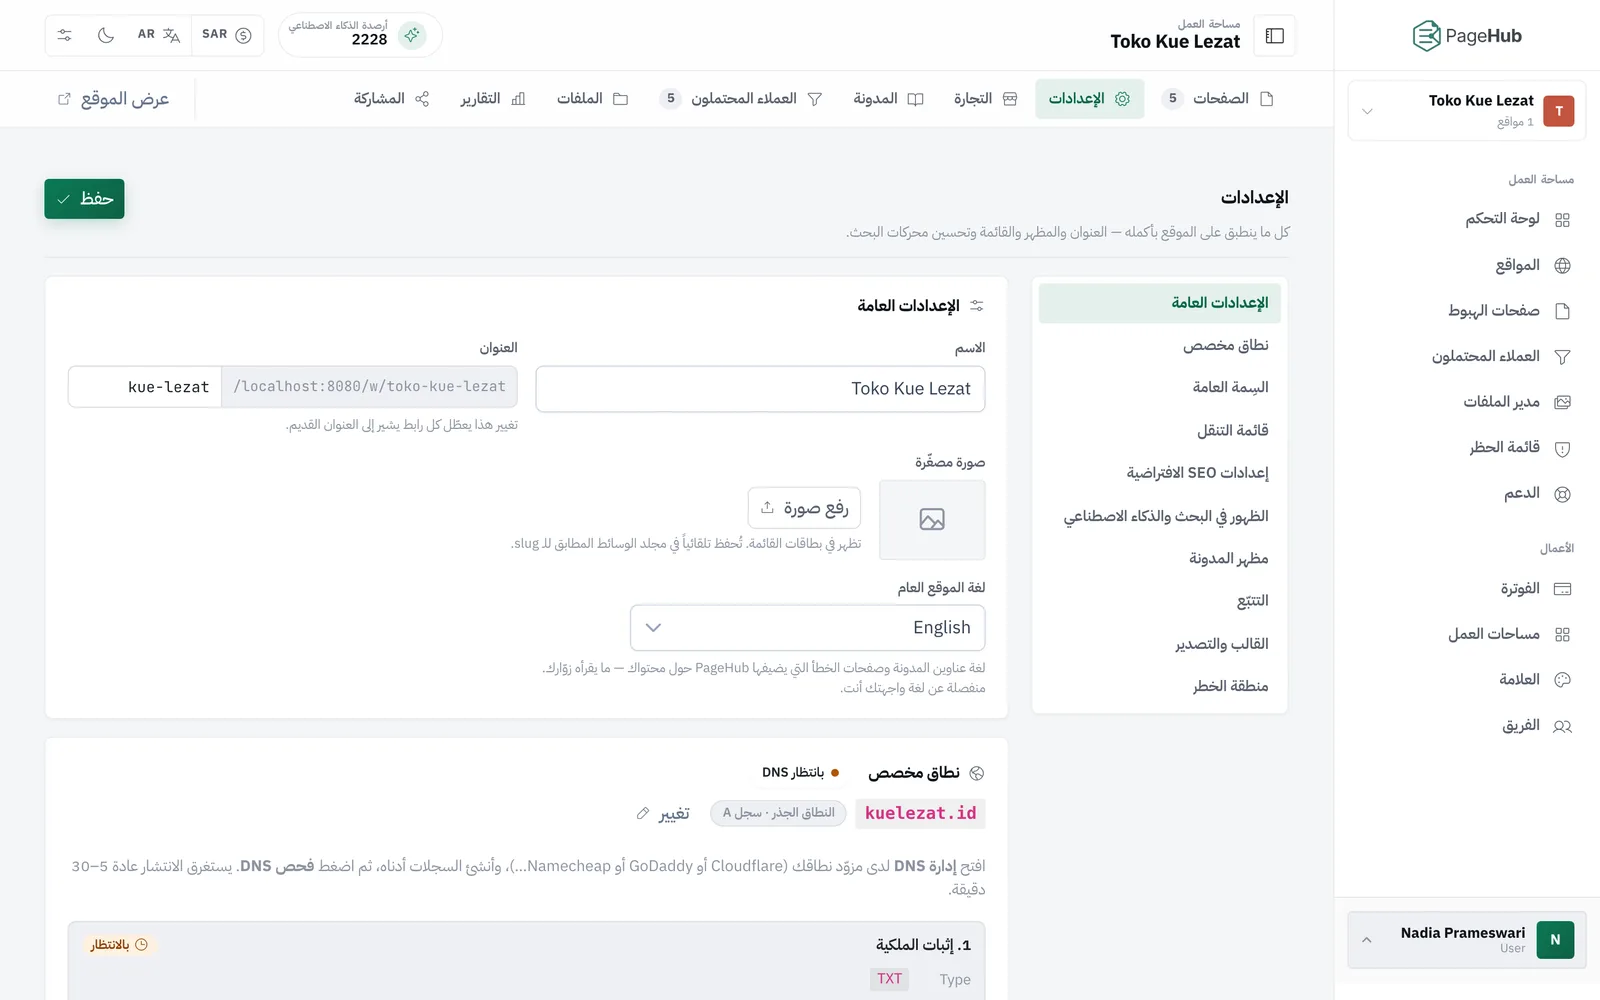 PageHub
Toko Kue Lezat
1 مواقع
T
مساحة العمل
لوحة التحكم
المواقع
صفحات الهبوط
العملاء المحتملون
مدير الملفات
قائمة الحظر
الدعم
الأعمال
الفوترة
مساحات العمل
العلامة
الفريق
Nadia Prameswari
User
N
مساحة العمل
Toko Kue Lezat
أرصدة الذكاء الاصطناعي
2228
SAR
AR
الصفحات 5
الإعدادات
التجارة
المدونة
العملاء المحتملون 5
الملفات
التقارير
المشاركة
عرض الموقع
الإعدادات
كل ما ينطبق على الموقع بأكمله — العنوان والمظهر والقائمة وتحسين محركات البحث.
حفظ
الإعدادات العامة
نطاق مخصص
السِمة العامة
قائمة التنقل
إعدادات SEO الافتراضية
الظهور في البحث والذكاء الاصطناعي
مظهر المدونة
التتبّع
القالب والتصدير
منطقة الخطر
الإعدادات العامة
الاسم
Toko Kue Lezat
العنوان
/localhost:8080/w/toko-kue-lezat
kue-lezat
تغيير هذا يعطّل كل رابط يشير إلى العنوان القديم.
صورة مصغّرة
رفع صورة
تظهر في بطاقات القائمة. تُحفظ تلقائياً في مجلد الوسائط المطابق للـ slug.
لغة الموقع العام
English
لغة عناوين المدونة وصفحات الخطأ التي يضيفها PageHub حول محتواك — ما يقرأه زوّارك.
منفصلة عن لغة واجهتك أنت.
نطاق مخصص
بانتظار DNS
kuelezat.id
النطاق الجذر · سجل A
تغيير
افتح إدارة DNS لدى مزوّد نطاقك (Cloudflare أو GoDaddy أو Namecheap...)، وأنشئ السجلات أدناه، ثم اضغط فحص DNS. يستغرق الانتشار عادة 5–30
دقيقة.
1. إثبات الملكية
بالانتظار
Type
TXT